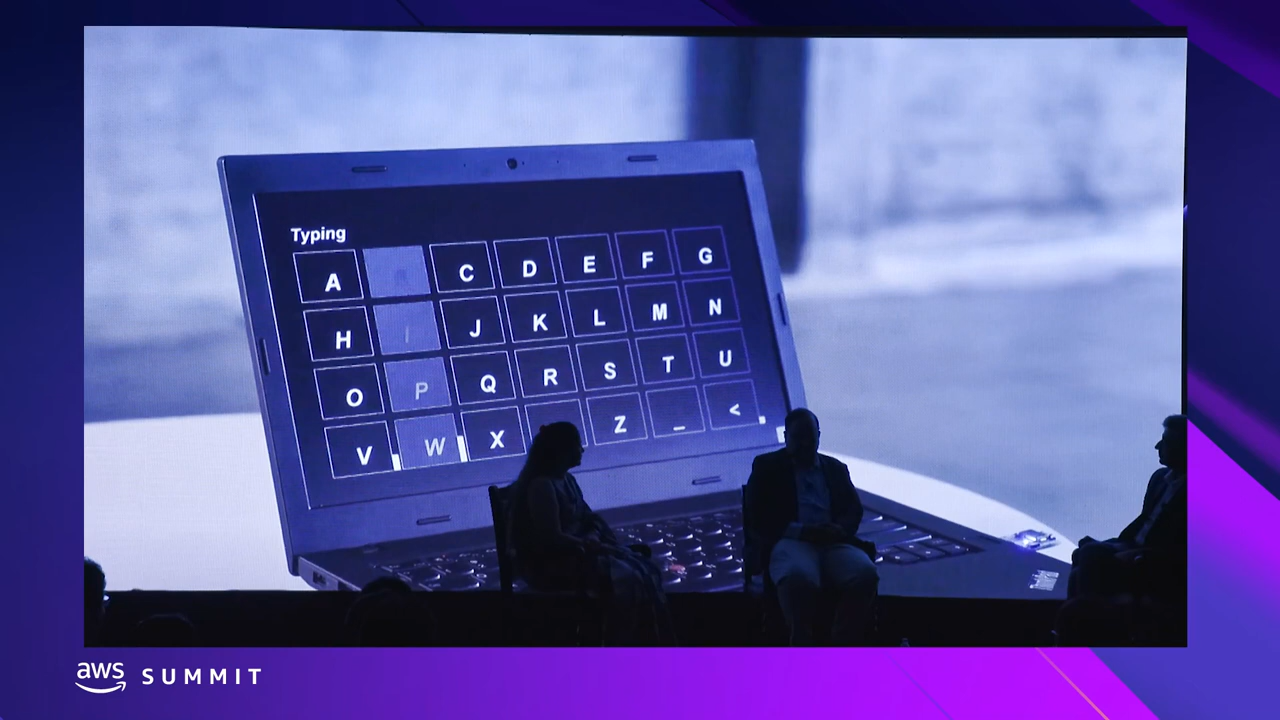 Typing
A C D E F G
H I J K L M N
O P Q R S T U
V W X Z _ <
aws SUMMIT